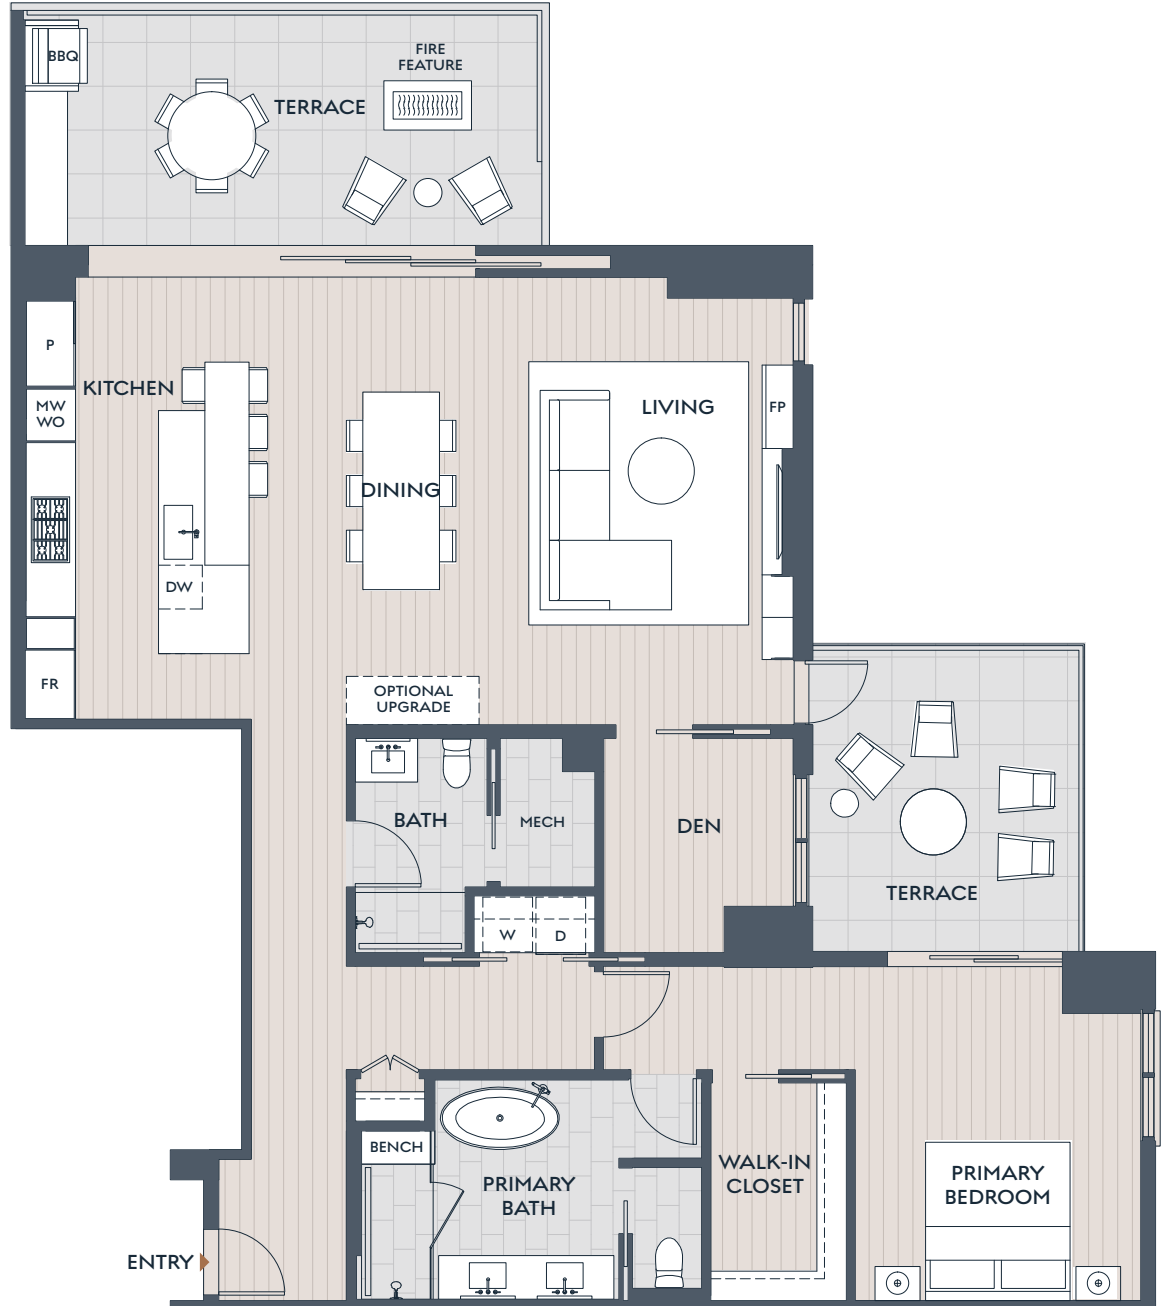 BBQ
FIRE
FEATURE
TERRACE
P
KITCHEN
MW
WO
LIVING
FP
DINING
DW
FR
OPTIONAL
UPGRADE
BATH
MECH
DEN
TERRACE
W
D
BENCH
PRIMARY
BATH
WALK-IN
CLOSET
PRIMARY
BEDROOM
ENTRY